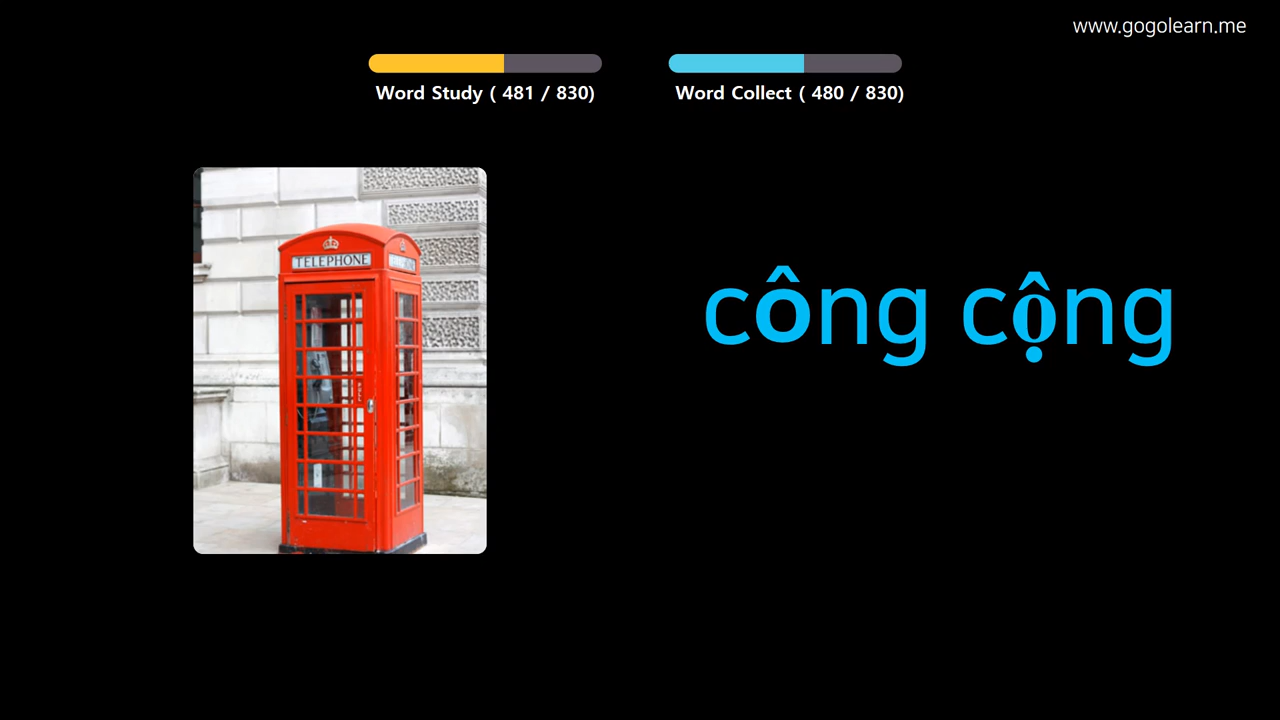 www.gogolearn.me
Word Study ( 481 / 830)
Word Collect ( 480 / 830)
TELEPHONE
công cộng